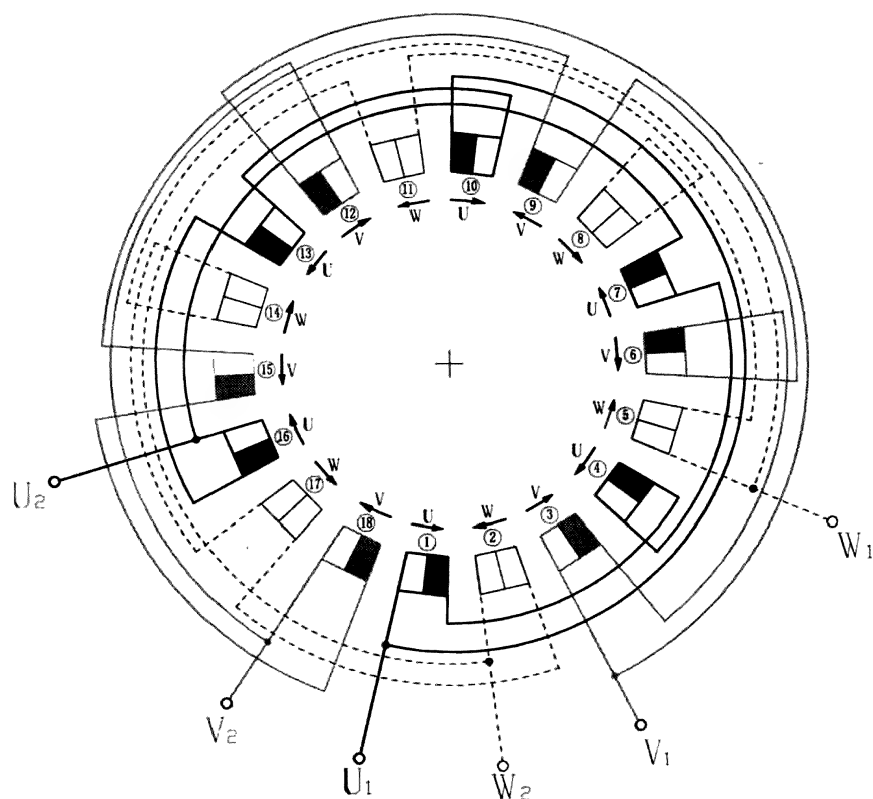 ⑫ ⑪ ⑩ ⑨
V W U V
⑬ ⑧
U W
⑭ ⑦
W U
⑮ ⑥
V V
⑯ ⑤
U W
⑰ ④
W U
⑱ ① ② ③
V U W V
U₂
W₁
V₂
V₁
U₁
W₂